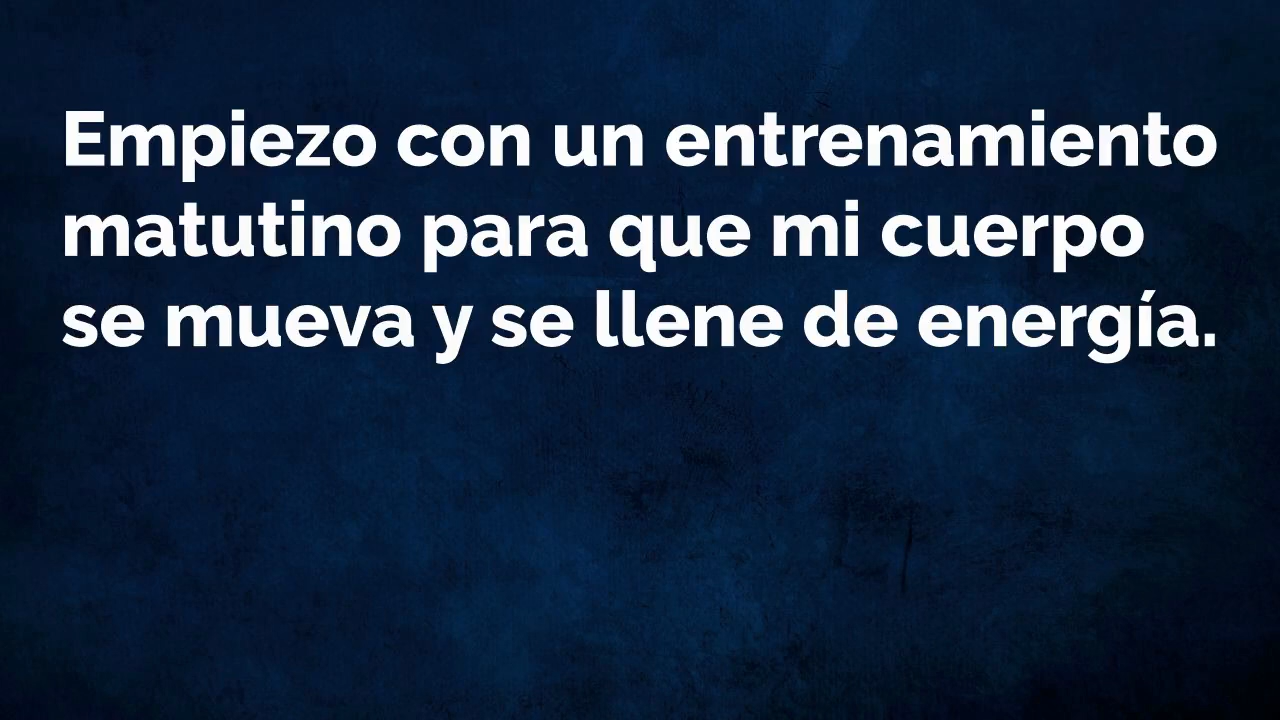 Empiezo con un entrenamiento
matutino para que mi cuerpo
se mueva y se llene de energía.